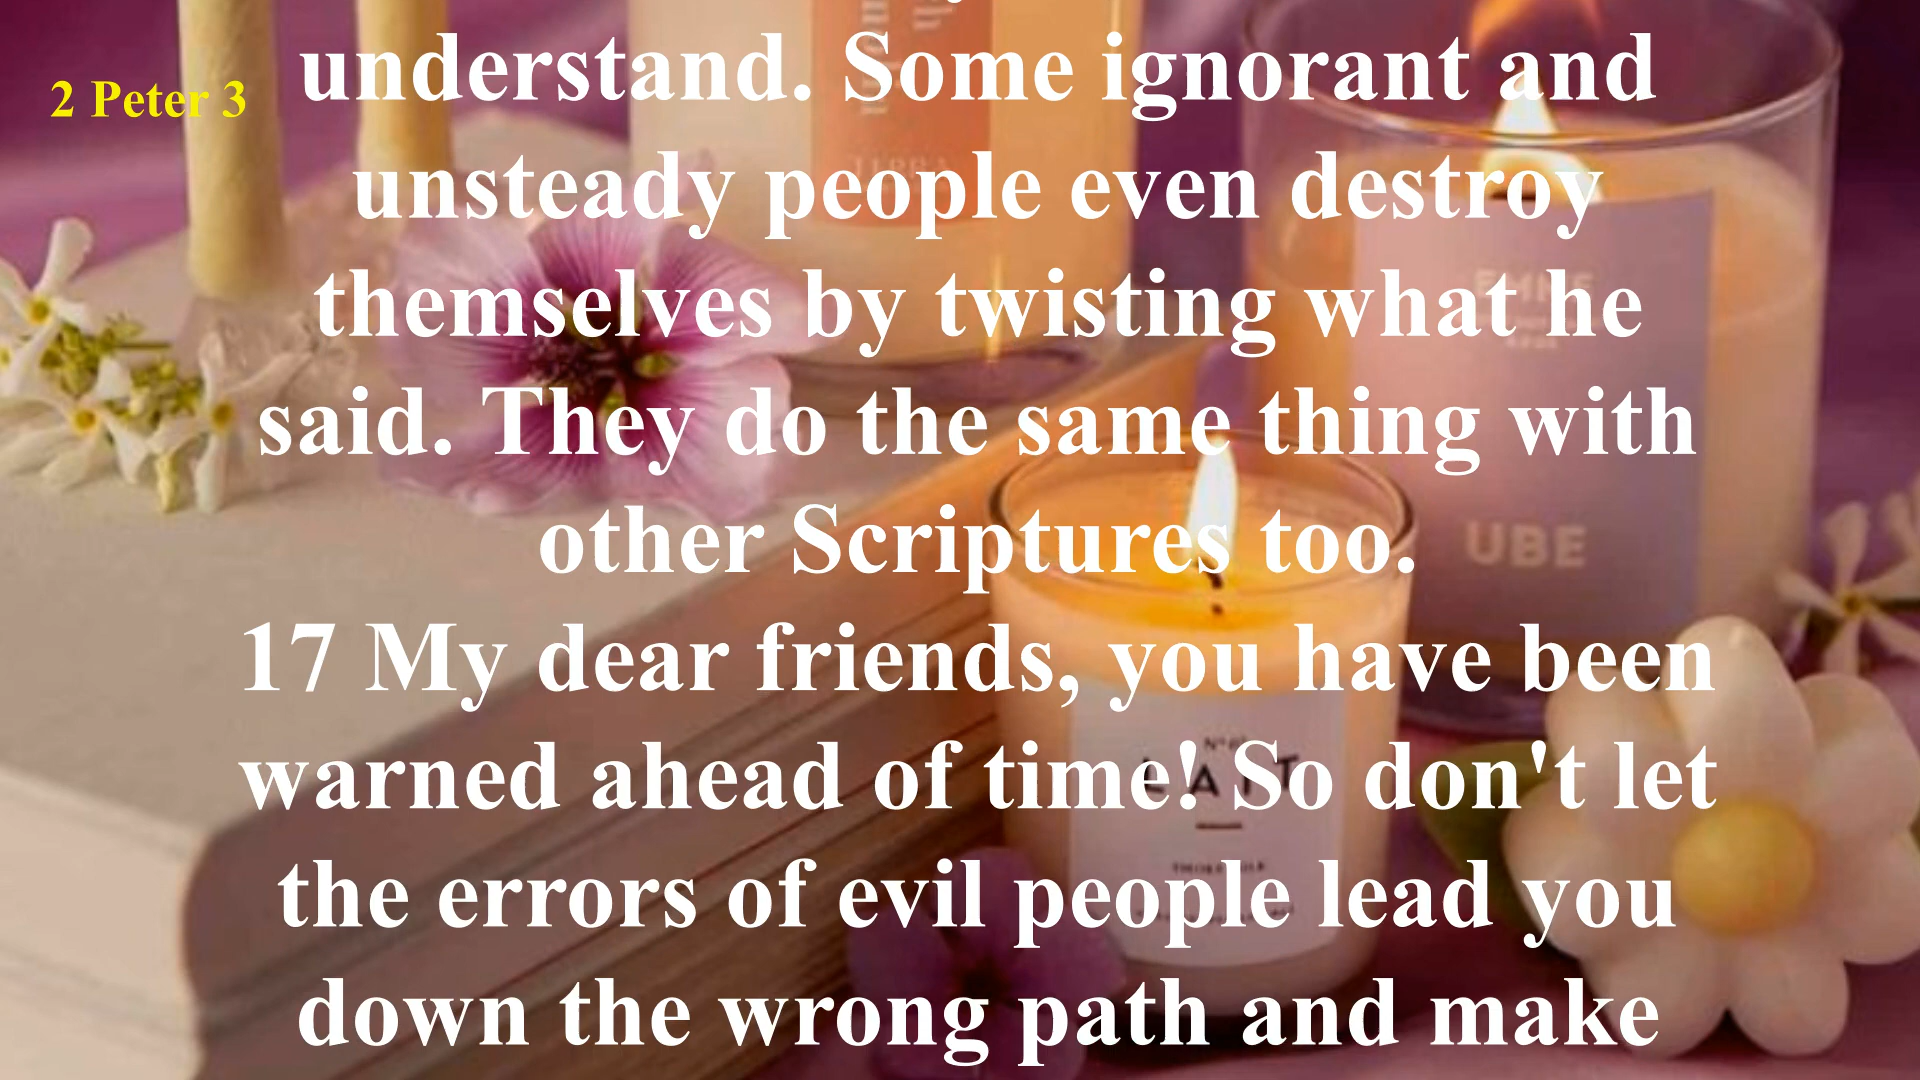 understand. Some ignorant and
2 Peter 3
unsteady people even destroy
themselves by twisting what he
said. They do the same thing with
other Scriptures too.
17 My dear friends, you have been
warned ahead of time! So don't let
the errors of evil people lead you
down the wrong path and make
UBE